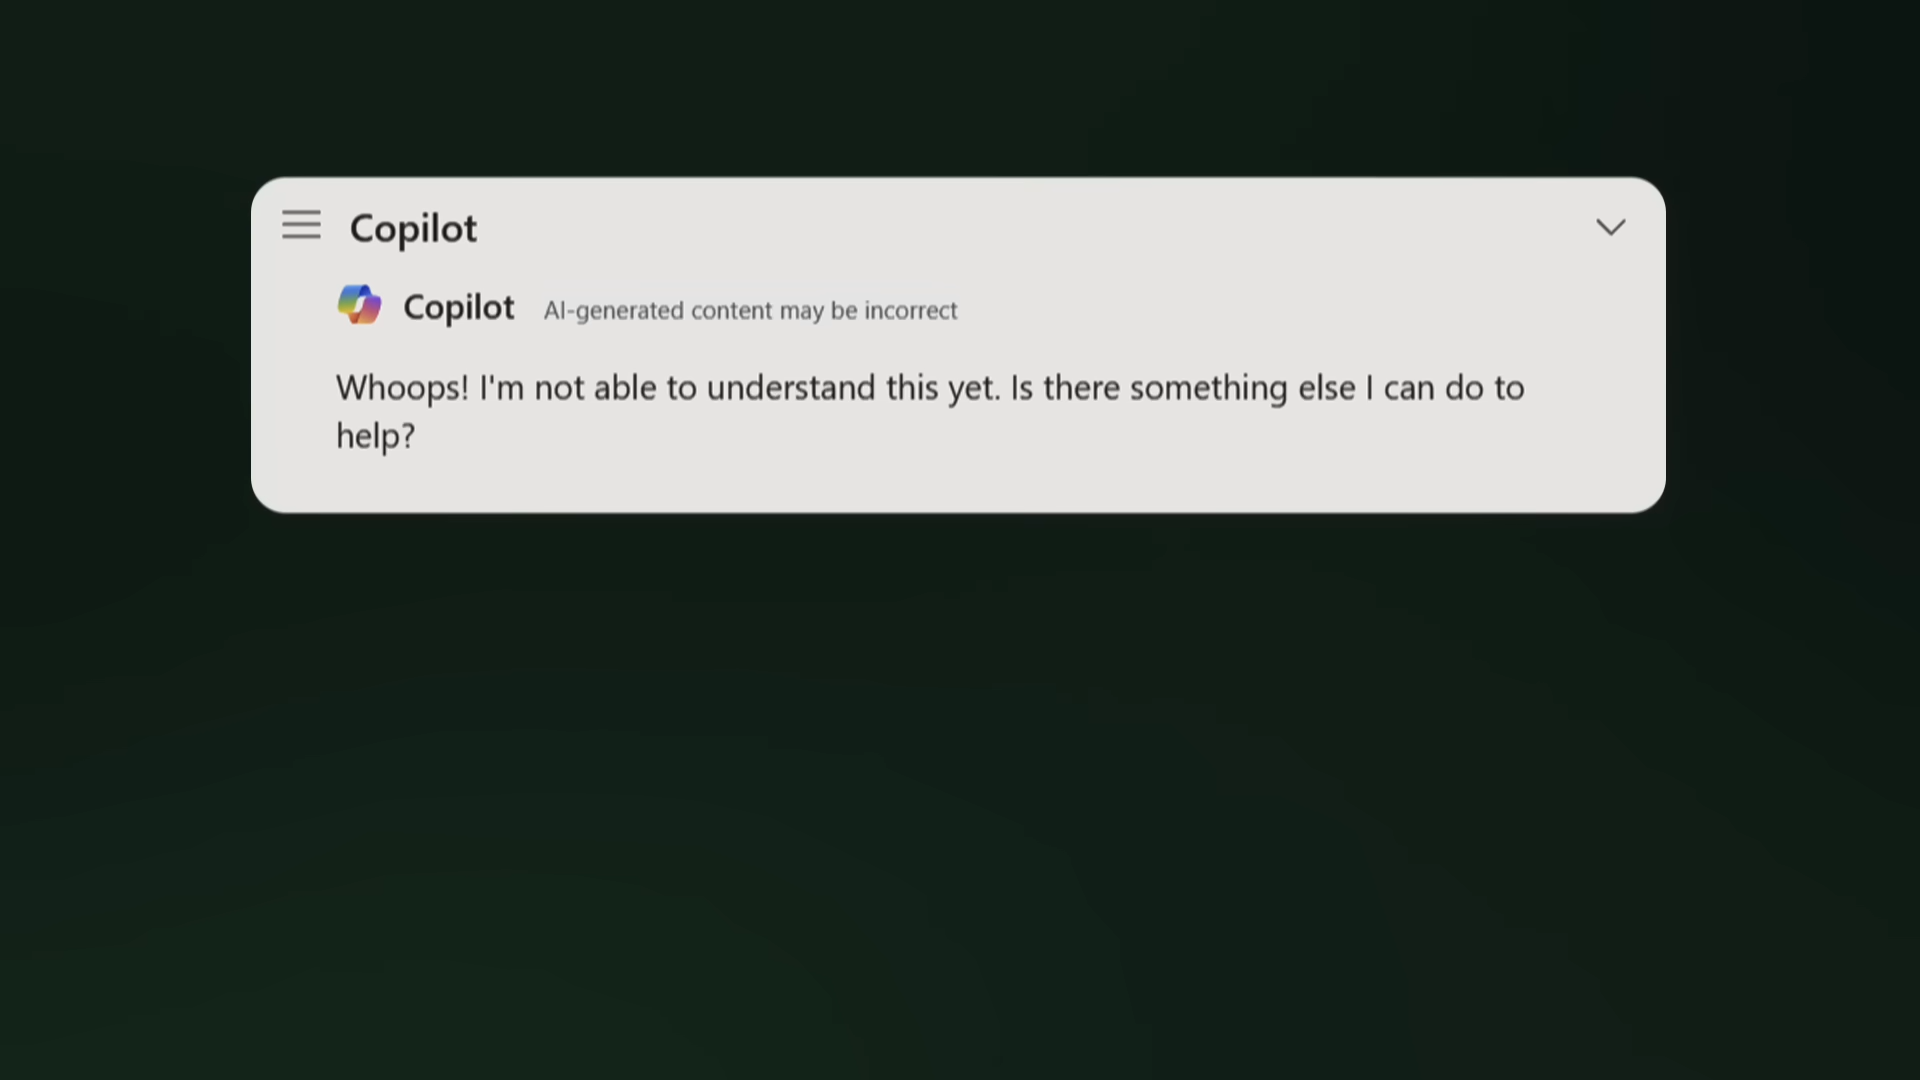 Copilot
Copilot AI-generated content may be incorrect
Whoops! I'm not able to understand this yet. Is there something else I can do to
help?